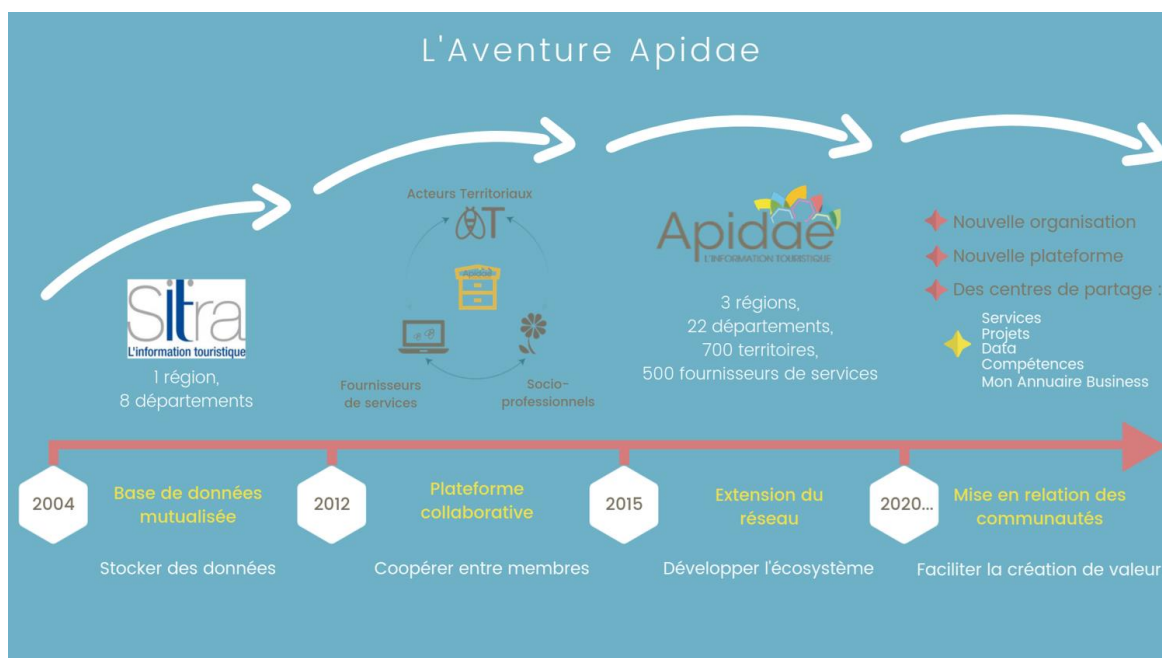 L'Aventure Apidae
Sitra
L'information touristique
1 région,
8 départements
Acteurs Territoriaux
T
apidae
Fournisseurs
de services
Socio-
professionnels
Apidae
L'INFORMATION TOURISTIQUE
3 régions,
22 départements,
700 territoires,
500 fournisseurs de services
Nouvelle organisation
Nouvelle plateforme
Des centres de partage :
Services
Projets
Data
Compétences
Mon Annuaire Business
2004
Base de données
mutualisée
Stocker des données
2012
Plateforme
collaborative
Coopérer entre membres
2015
Extension du
réseau
Développer l'écosystème
2020...
Mise en relation des
communautés
Faciliter la création de valeur